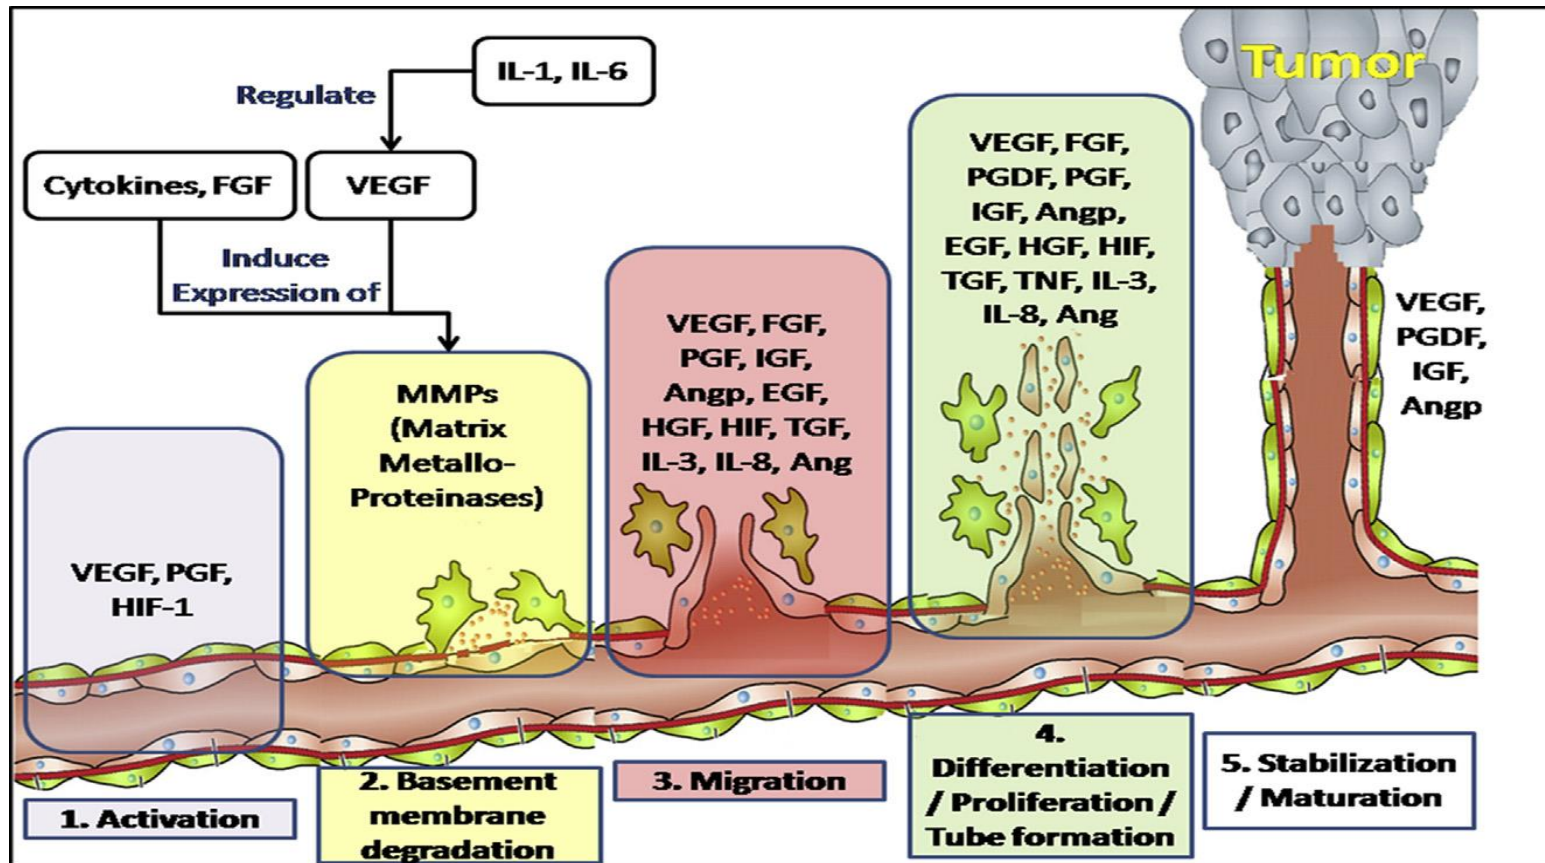 IL-1, IL-6
Regulate
Cytokines, FGF
VEGF
Induce
Expression of
Tumor
VEGF, PGF,
HIF-1
MMPs
(Matrix
Metallo-
Proteinases)
VEGF, FGF,
PGF, IGF,
Angp, EGF,
HGF, HIF, TGF,
IL-3, IL-8, Ang
VEGF, FGF,
PGDF, PGF,
IGF, Angp,
EGF, HGF, HIF,
TGF, TNF, IL-3,
IL-8, Ang
VEGF,
PGDF,
IGF,
Angp
1. Activation
2. Basement
membrane
degradation
3. Migration
4.
Differentiation
/ Proliferation /
Tube formation
5. Stabilization
/ Maturation